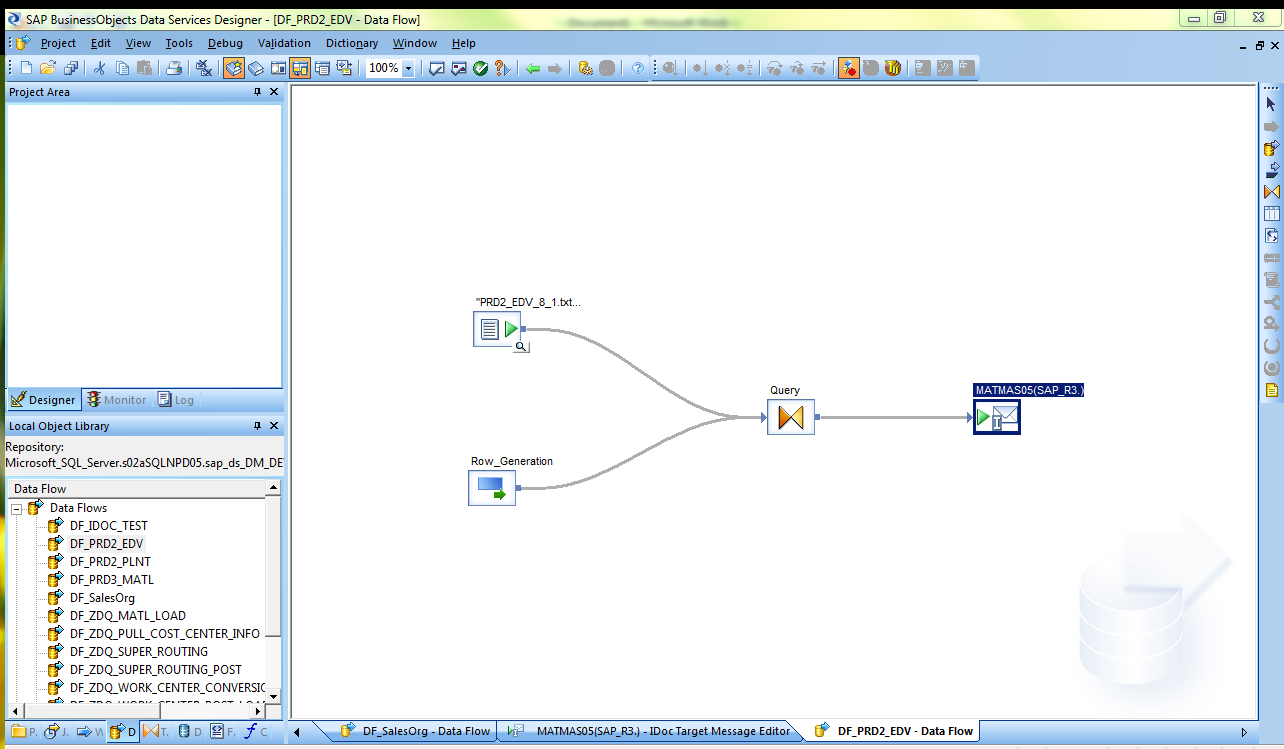 SAP BusinessObjects Data Services Designer - [DF_PRD2_EDV - Data Flow]
Project Edit View Tools Debug Validation Dictionary Window Help
100%
Project Area
"PRD2_EDV_8_1.txt...
Query
MATMAS05(SAP_R3.)
Designer Monitor Log
Local Object Library
Repository:
Microsoft_SQL_Server.s02aSQLNPD05.sap_ds_DM_DE
Row_Generation
Data Flow
Data Flows
DF_IDOC_TEST
DF_PRD2_EDV
DF_PRD2_PLNT
DF_PRD3_MATL
DF_SalesOrg
DF_ZDQ_MATL_LOAD
DF_ZDQ_PULL_COST_CENTER_INFO
DF_ZDQ_SUPER_ROUTING
DF_ZDQ_SUPER_ROUTING_POST
DF_ZDQ_WORK_CENTER_CONVERSIO
P. J. W D T. D F. C
DF_SalesOrg - Data Flow MATMAS05(SAP_R3.) - IDoc Target Message Editor DF_PRD2_EDV - Data Flow